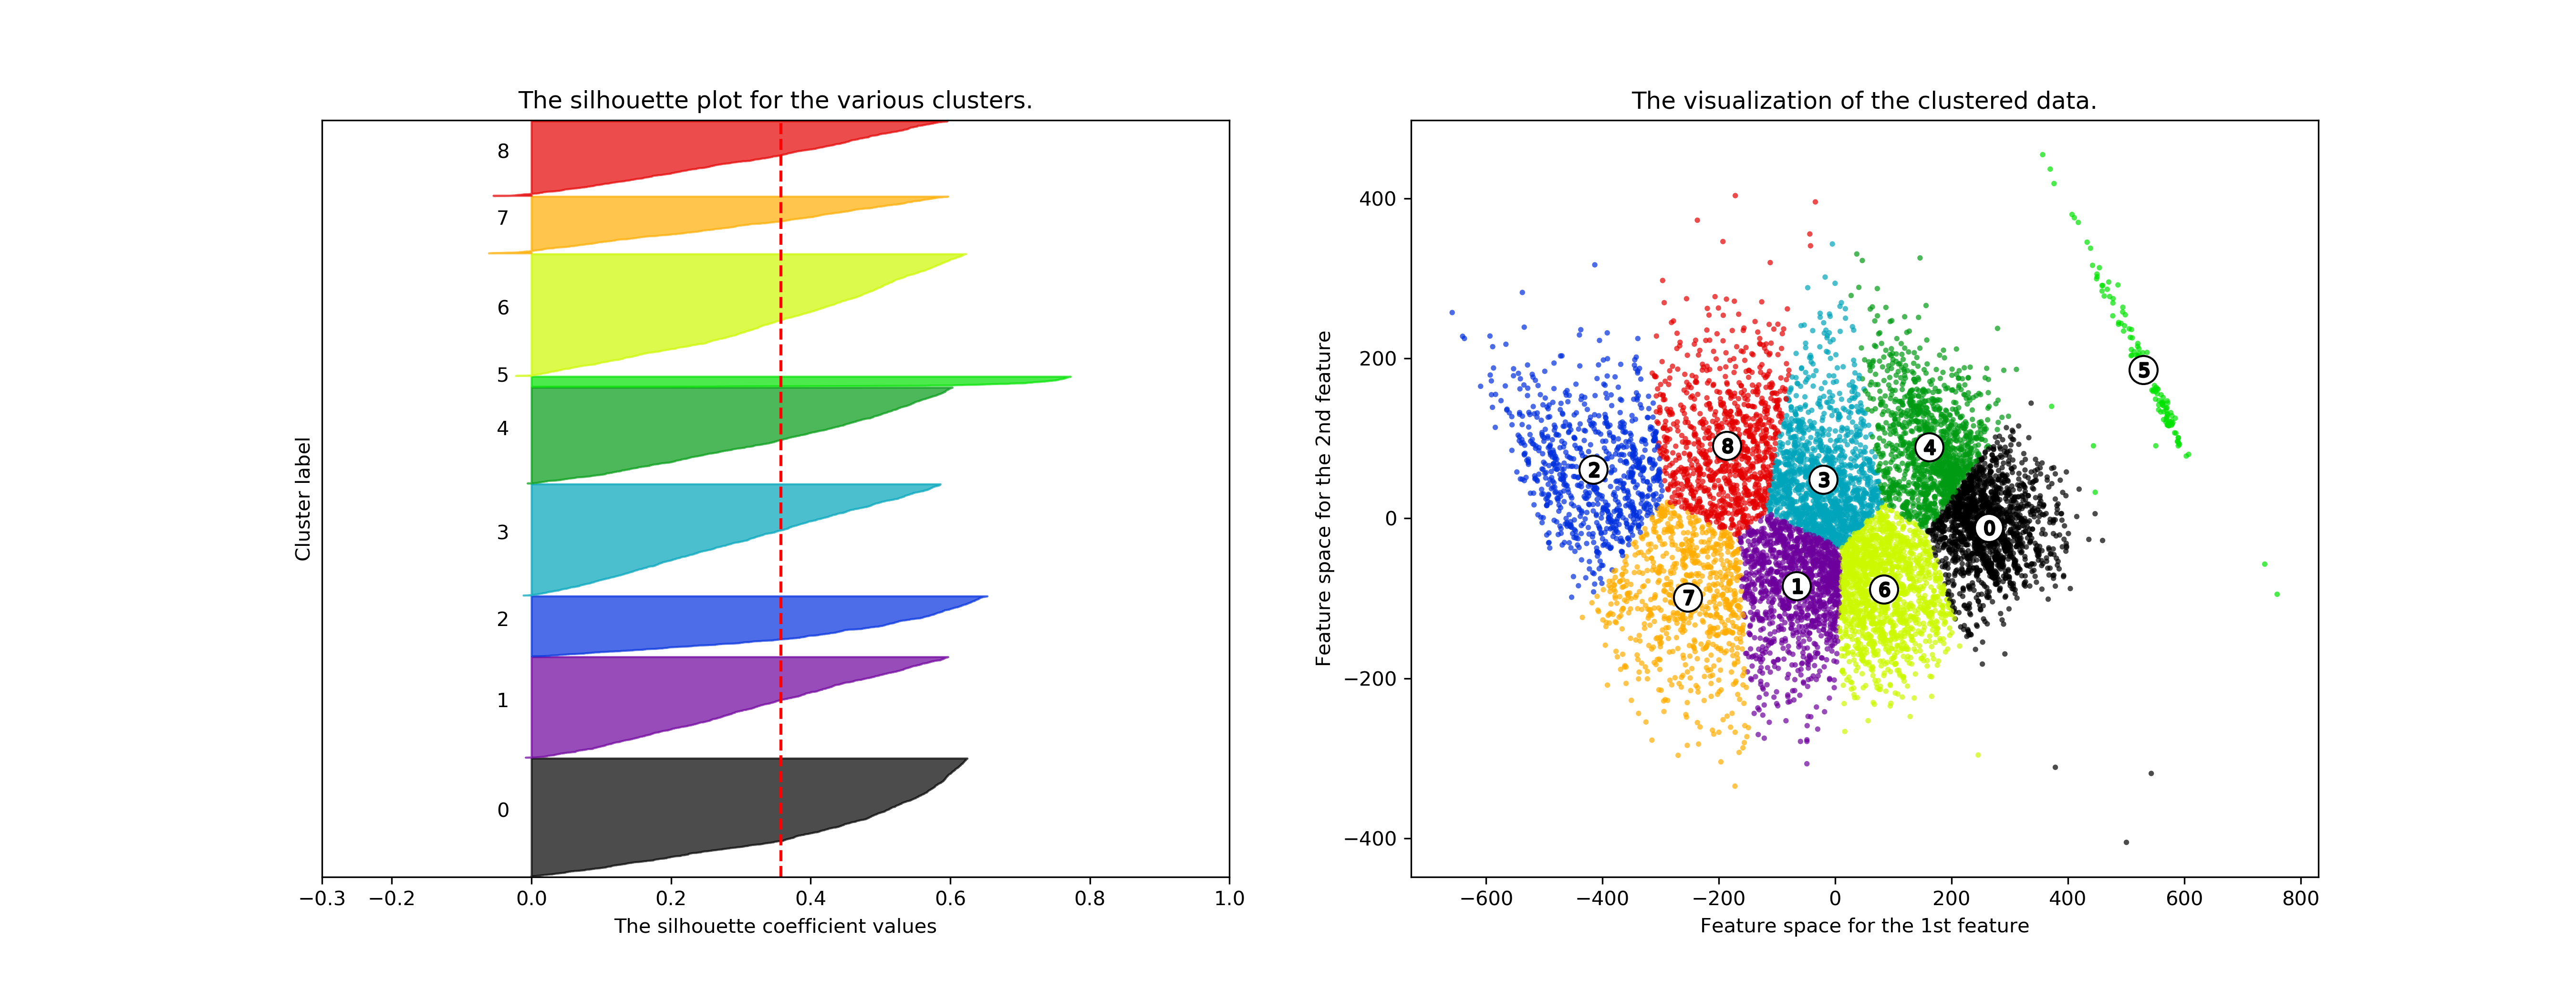 The silhouette plot for the various clusters.
8
7
6
5
4
3
2
1
0
Cluster label
−0.3 −0.2 0.0 0.2 0.4 0.6 0.8 1.0
The silhouette coefficient values
The visualization of the clustered data.
400
200
0
−200
−400
Feature space for the 2nd feature
5
8
4
2
3
0
1
6
7
−600 −400 −200 0 200 400 600 800
Feature space for the 1st feature